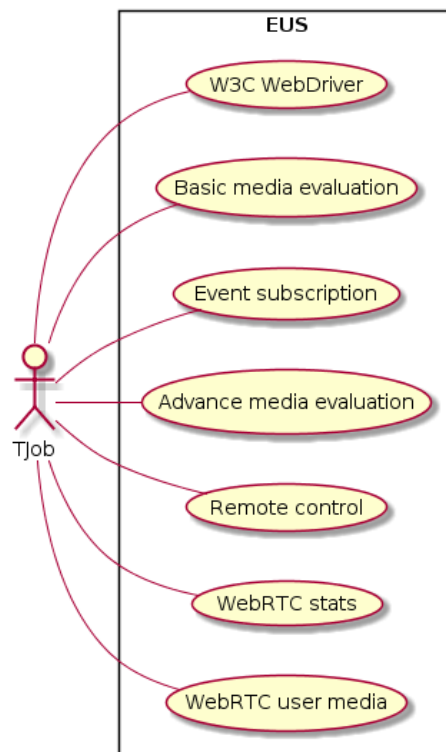 EUS
W3C WebDriver
Basic media evaluation
Event subscription
TJob
Advance media evaluation
Remote control
WebRTC stats
WebRTC user media